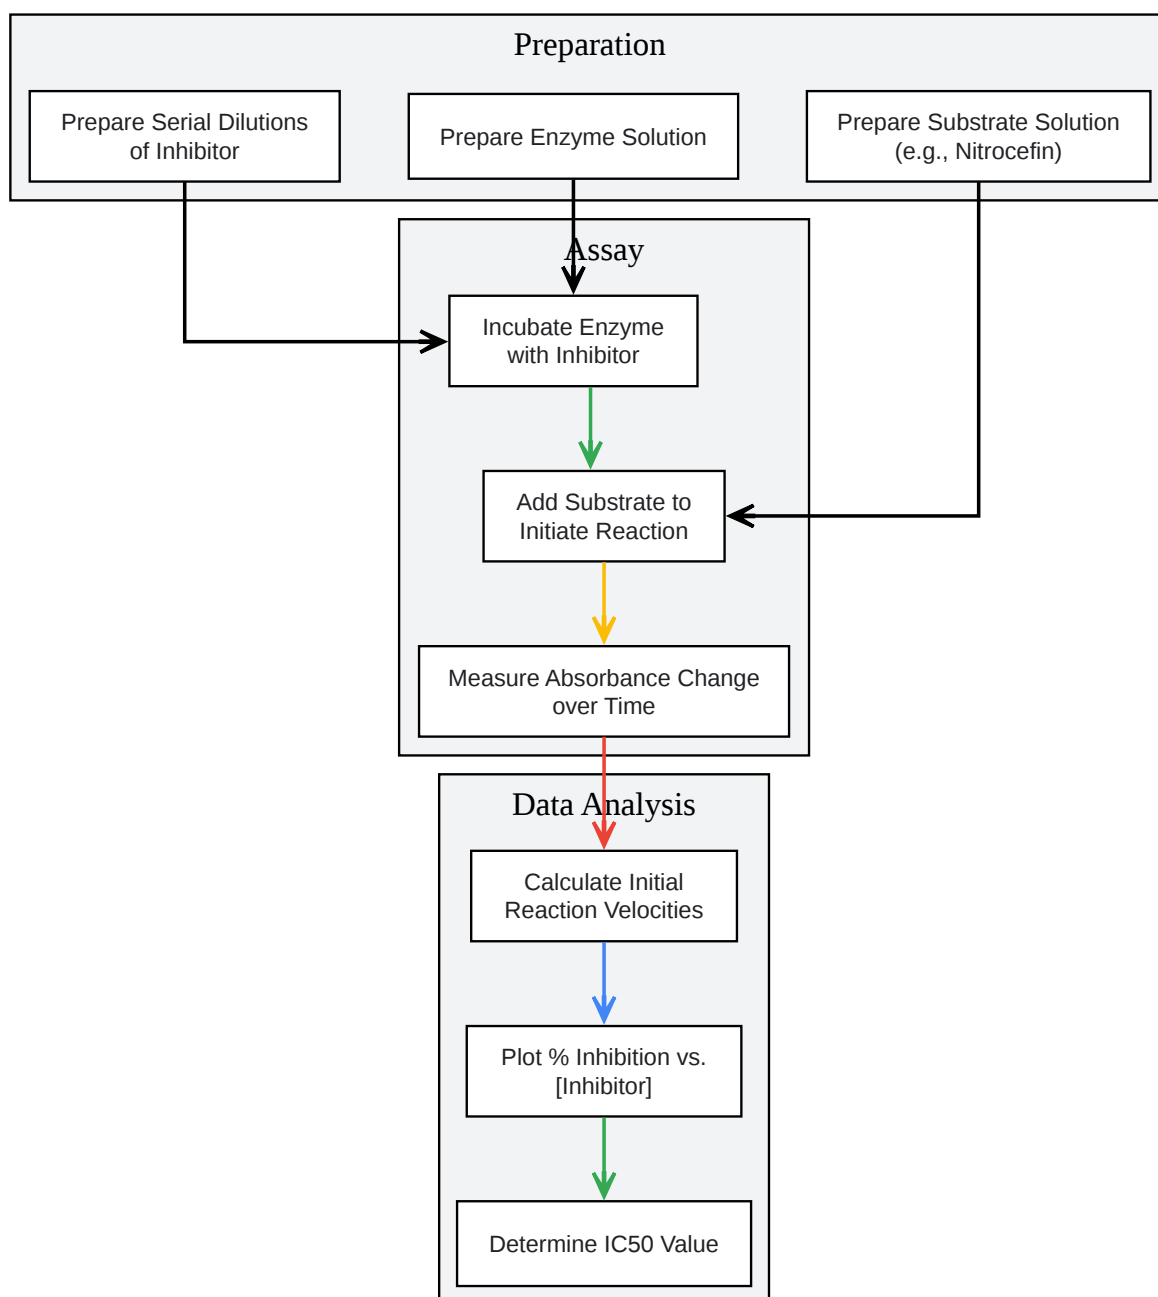 Preparation
Prepare Serial Dilutions
of Inhibitor
Prepare Enzyme Solution
Prepare Substrate Solution
(e.g., Nitrocefin)
Assay
Incubate Enzyme
with Inhibitor
Add Substrate to
Initiate Reaction
Measure Absorbance Change
over Time
Data Analysis
Calculate Initial
Reaction Velocities
Plot % Inhibition vs.
[Inhibitor]
Determine IC50 Value